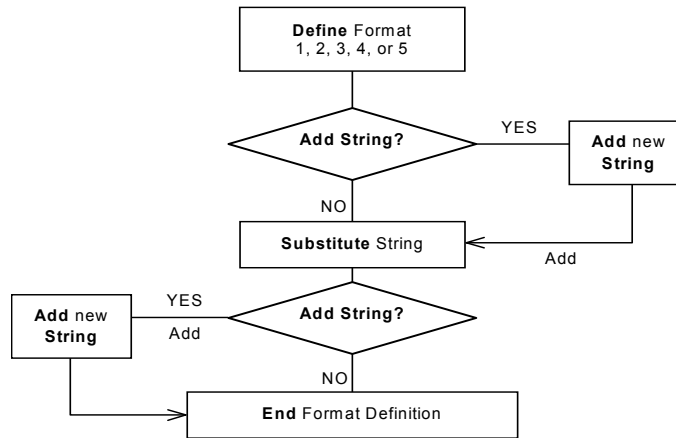 Define Format
1, 2, 3, 4, or 5
Add String?
YES
Add new
String
NO
Substitute String
Add
Add String?
YES
Add
Add new
String
NO
End Format Definition